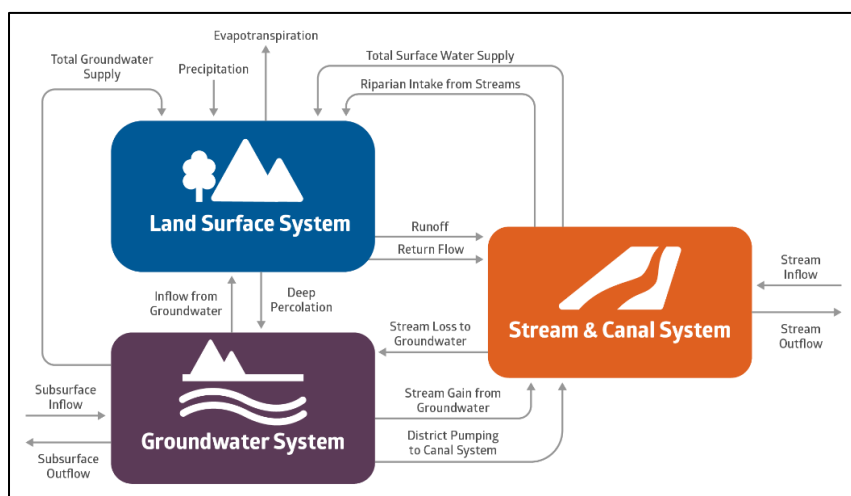 Evapotranspiration
Total Groundwater
Supply
Precipitation
Total Surface Water Supply
Riparian Intake from Streams
Land Surface System
Runoff
Return Flow
Stream
Inflow
Stream
Outflow
Inflow from
Groundwater
Deep
Percolation
Stream & Canal System
Stream Loss to
Groundwater
Subsurface
Inflow
Subsurface
Outflow
Groundwater System
Stream Gain from
Groundwater
District Pumping
to Canal System